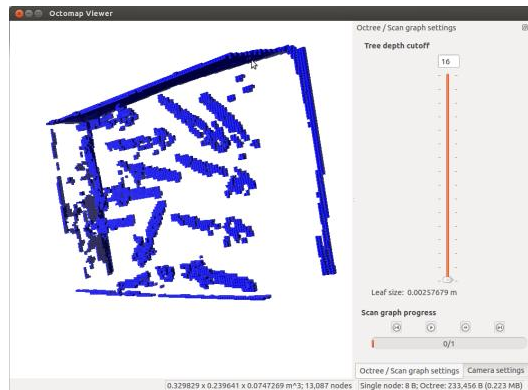 Octomap Viewer
Octree / Scan graph settings
Tree depth cutoff
16
Leaf size: 0.00257679 m
Scan graph progress
0/1
Octree / Scan graph settings
Camera settings
0.329829 x 0.239641 x 0.0747269 m^3; 13,087 nodes
Single node: 8 B; Octree: 233,456 B (0.223 MB)